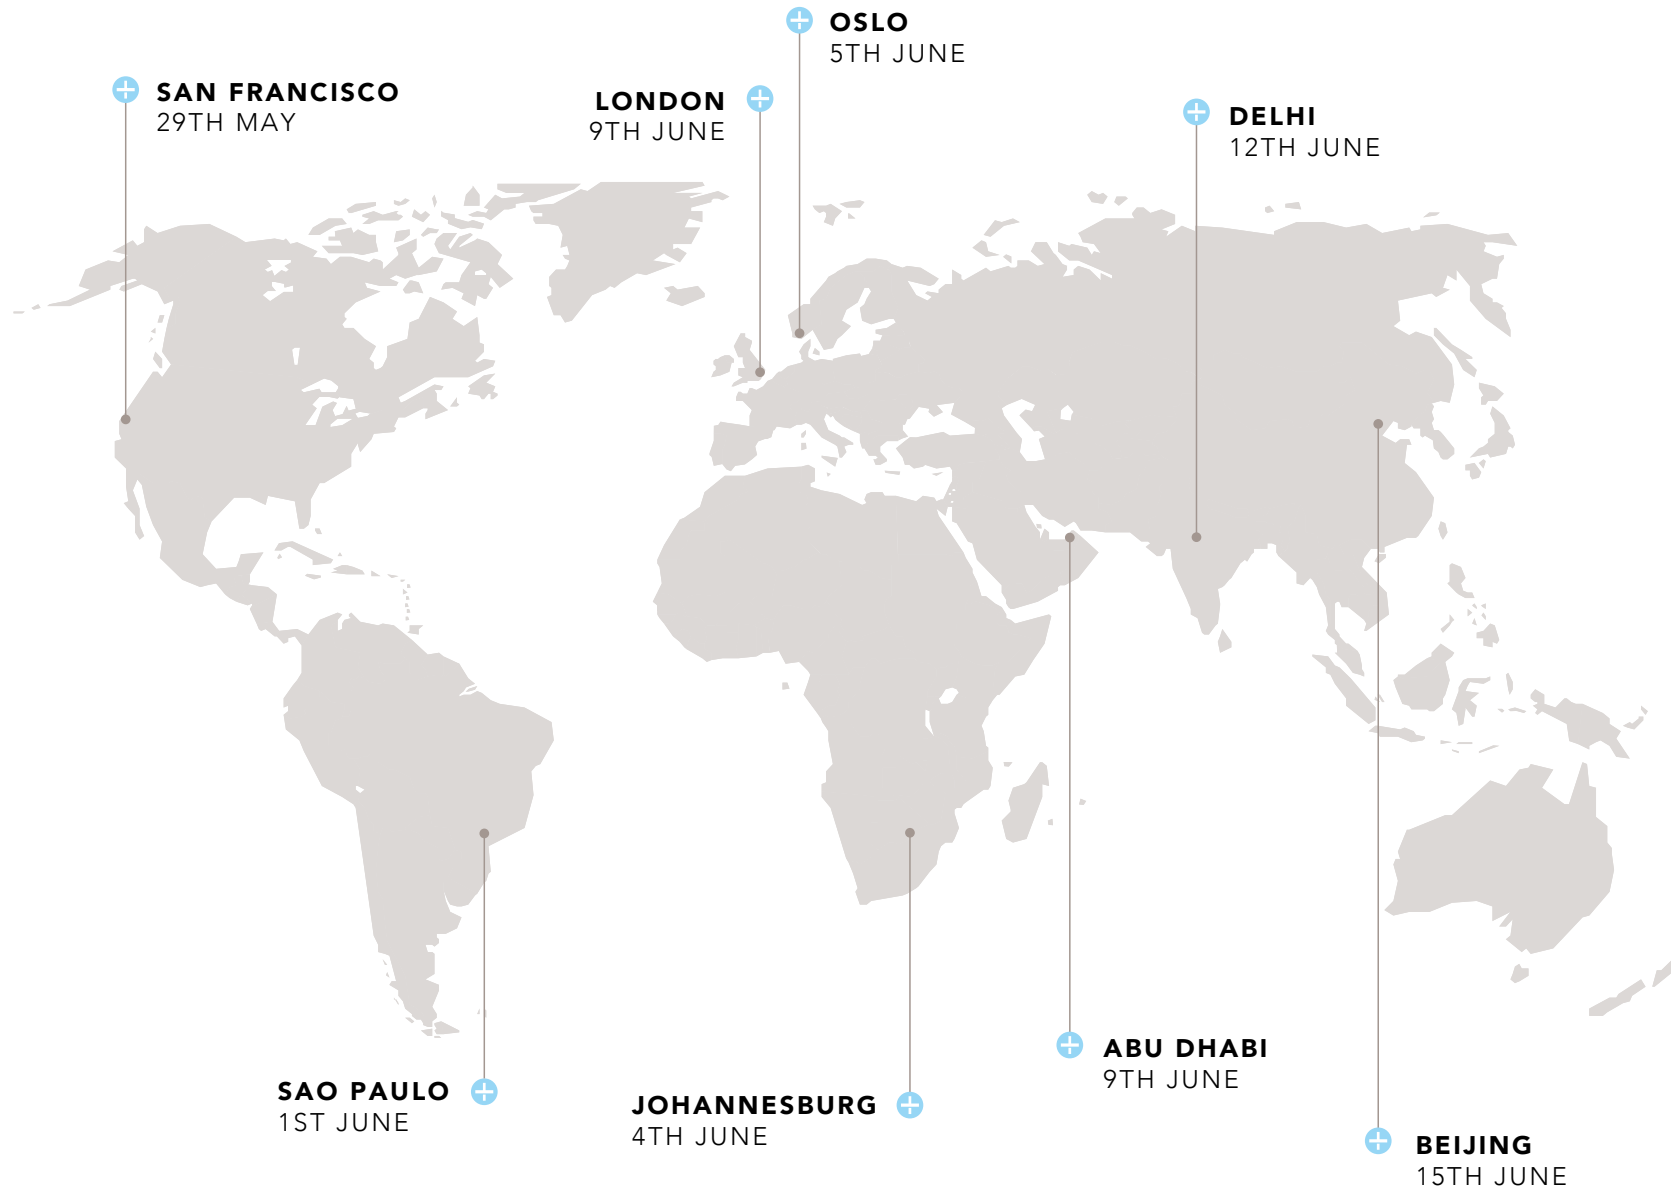 OSLO
5TH JUNE
SAN FRANCISCO
29TH MAY
LONDON
9TH JUNE
DELHI
12TH JUNE
ABU DHABI
9TH JUNE
SAO PAULO
1ST JUNE
JOHANNESBURG
4TH JUNE
BEIJING
15TH JUNE